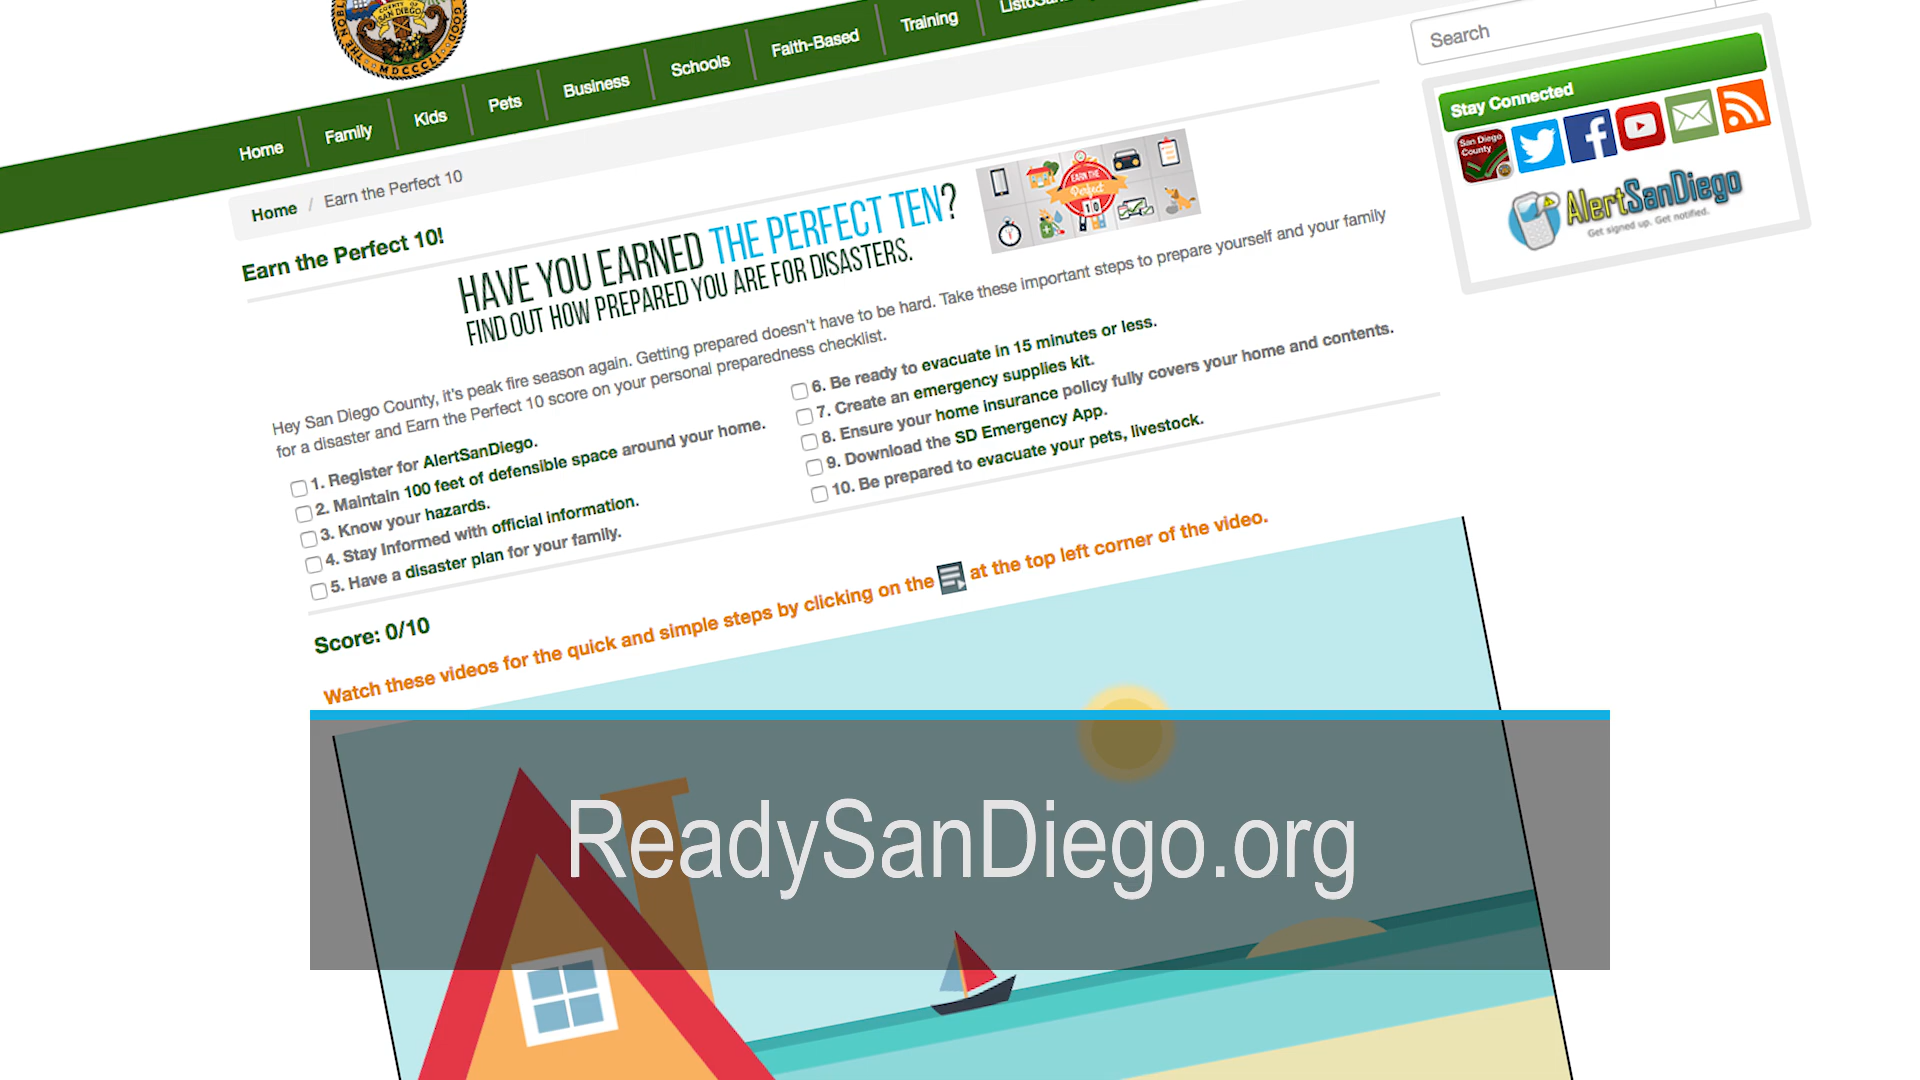 COUNTY OF
SAN DIEGO
THE NOBL
GOOD
MDCCCLI
Home
Family
Kids
Pets
Business
Schools
Faith-Based
Training
Search
Home / Earn the Perfect 10
Earn the Perfect 10!
HAVE YOU EARNED THE PERFECT TEN?
FIND OUT HOW PREPARED YOU ARE FOR DISASTERS.
EARN THE
Perfect
10
Hey San Diego County, it's peak fire season again. Getting prepared doesn't have to be hard. Take these important steps to prepare yourself and your family
for a disaster and Earn the Perfect 10 score on your personal preparedness checklist.
1. Register for AlertSanDiego.
2. Maintain 100 feet of defensible space around your home.
3. Know your hazards.
4. Stay Informed with official information.
5. Have a disaster plan for your family.
6. Be ready to evacuate in 15 minutes or less.
7. Create an emergency supplies kit.
8. Ensure your home insurance policy fully covers your home and contents.
9. Download the SD Emergency App.
10. Be prepared to evacuate your pets, livestock.
Score: 0/10
Watch these videos for the quick and simple steps by clicking on the at the top left corner of the video.
Stay Connected
San Diego
County
AlertSanDiego
Get signed up. Get notified.
ReadySanDiego.org